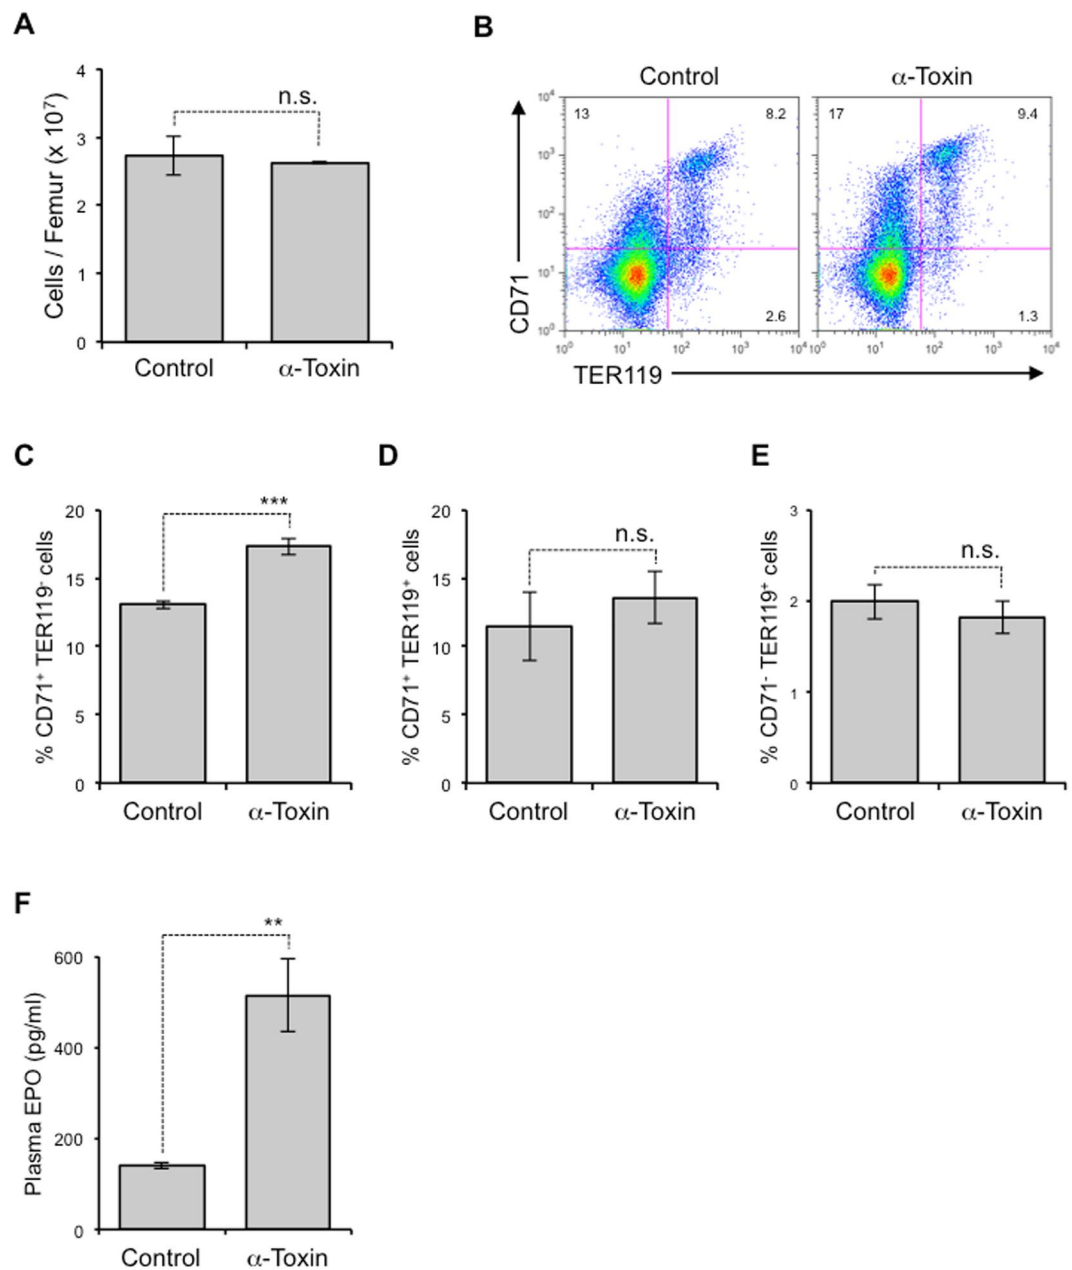 A
Cells / Femur (x 10⁷)
4
3
2
1
0
n.s.
Control α-Toxin
B
Control α-Toxin
CD71
10⁴
10³
10²
10¹
10⁰
13 8.2
2.6
17 9.4
1.3
10⁰ 10¹ 10² 10³ 10⁴ 10⁰ 10¹ 10² 10³ 10⁴
TER119
C
% CD71⁺ TER119⁻ cells
20
15
10
5
0
***
Control α-Toxin
D
% CD71⁺ TER119⁺ cells
20
15
10
5
0
n.s.
Control α-Toxin
E
% CD71⁻ TER119⁺ cells
3
2
1
0
n.s.
Control α-Toxin
F
Plasma EPO (pg/ml)
600
400
200
0
**
Control α-Toxin